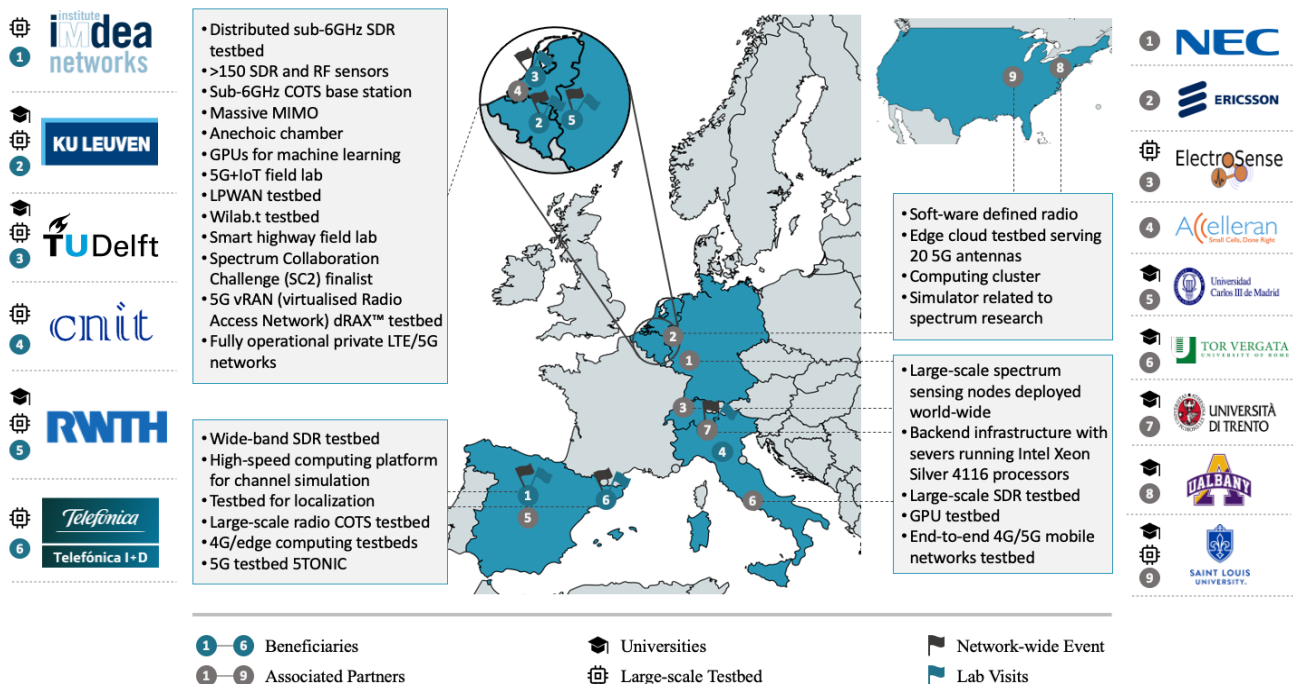 institute
imdea
networks
1
KU LEUVEN
2
TU Delft
3
cnit
4
RWTH
5
Telefónica
Telefónica I+D
6
• Distributed sub-6GHz SDR
testbed
• >150 SDR and RF sensors
• Sub-6GHz COTS base station
• Massive MIMO
• Anechoic chamber
• GPUs for machine learning
• 5G+IoT field lab
• LPWAN testbed
• Wilab.t testbed
• Smart highway field lab
• Spectrum Collaboration
Challenge (SC2) finalist
• 5G vRAN (virtualised Radio
Access Network) dRAX™ testbed
• Fully operational private LTE/5G
networks
• Wide-band SDR testbed
• High-speed computing platform
for channel simulation
• Testbed for localization
• Large-scale radio COTS testbed
• 4G/edge computing testbeds
• 5G testbed 5TONIC
3
4
2
5
9
8
2
1
3
7
4
6
1
5
6
• Soft-ware defined radio
• Edge cloud testbed serving
20 5G antennas
• Computing cluster
• Simulator related to
spectrum research
• Large-scale spectrum
sensing nodes deployed
world-wide
• Backend infrastructure with
severs running Intel Xeon
Silver 4116 processors
• Large-scale SDR testbed
• GPU testbed
• End-to-end 4G/5G mobile
networks testbed
1
NEC
2
ERICSSON
3
ElectroSense
4
Accelleran
Small Cells, Done Right
5
Universidad
Carlos III de Madrid
6
TOR VERGATA
UNIVERSITY OF ROME
7
UNIVERSITÀ
DI TRENTO
8
UALBANY
9
SAINT LOUIS
UNIVERSITY.
1 6 Beneficiaries
1 9 Associated Partners
Universities
Large-scale Testbed
Network-wide Event
Lab Visits